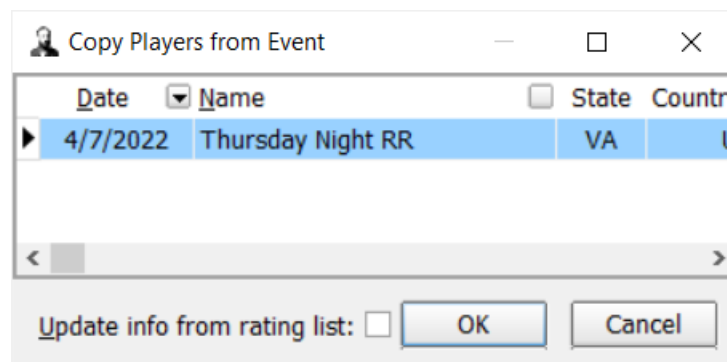 Copy Players from Event
Date Name State Countr
4/7/2022 Thursday Night RR VA
Update info from rating list: OK Cancel